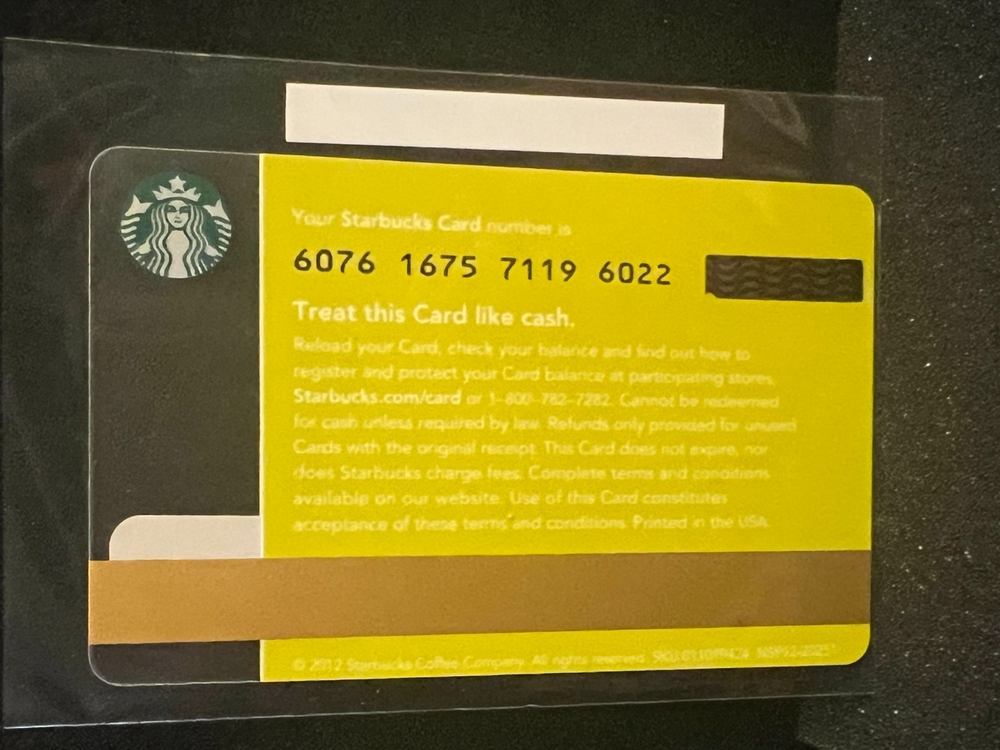 Your Starbucks Card number is
6076 1675 7119 6022
Treat this Card like cash.
Reload your Card, check your balance and find out how to
register and protect your Card balance at participating stores,
Starbucks.com/card or 1-800-782-7282. Cannot be redeemed
for cash unless required by law. Refunds only provided for unused
Cards with the original receipt. This Card does not expire, nor
does Starbucks charge fees. Complete terms and conditions
available on our website. Use of this Card constitutes
acceptance of these terms and conditions. Printed in the USA.
© 2012 Starbucks Coffee Company. All rights reserved.